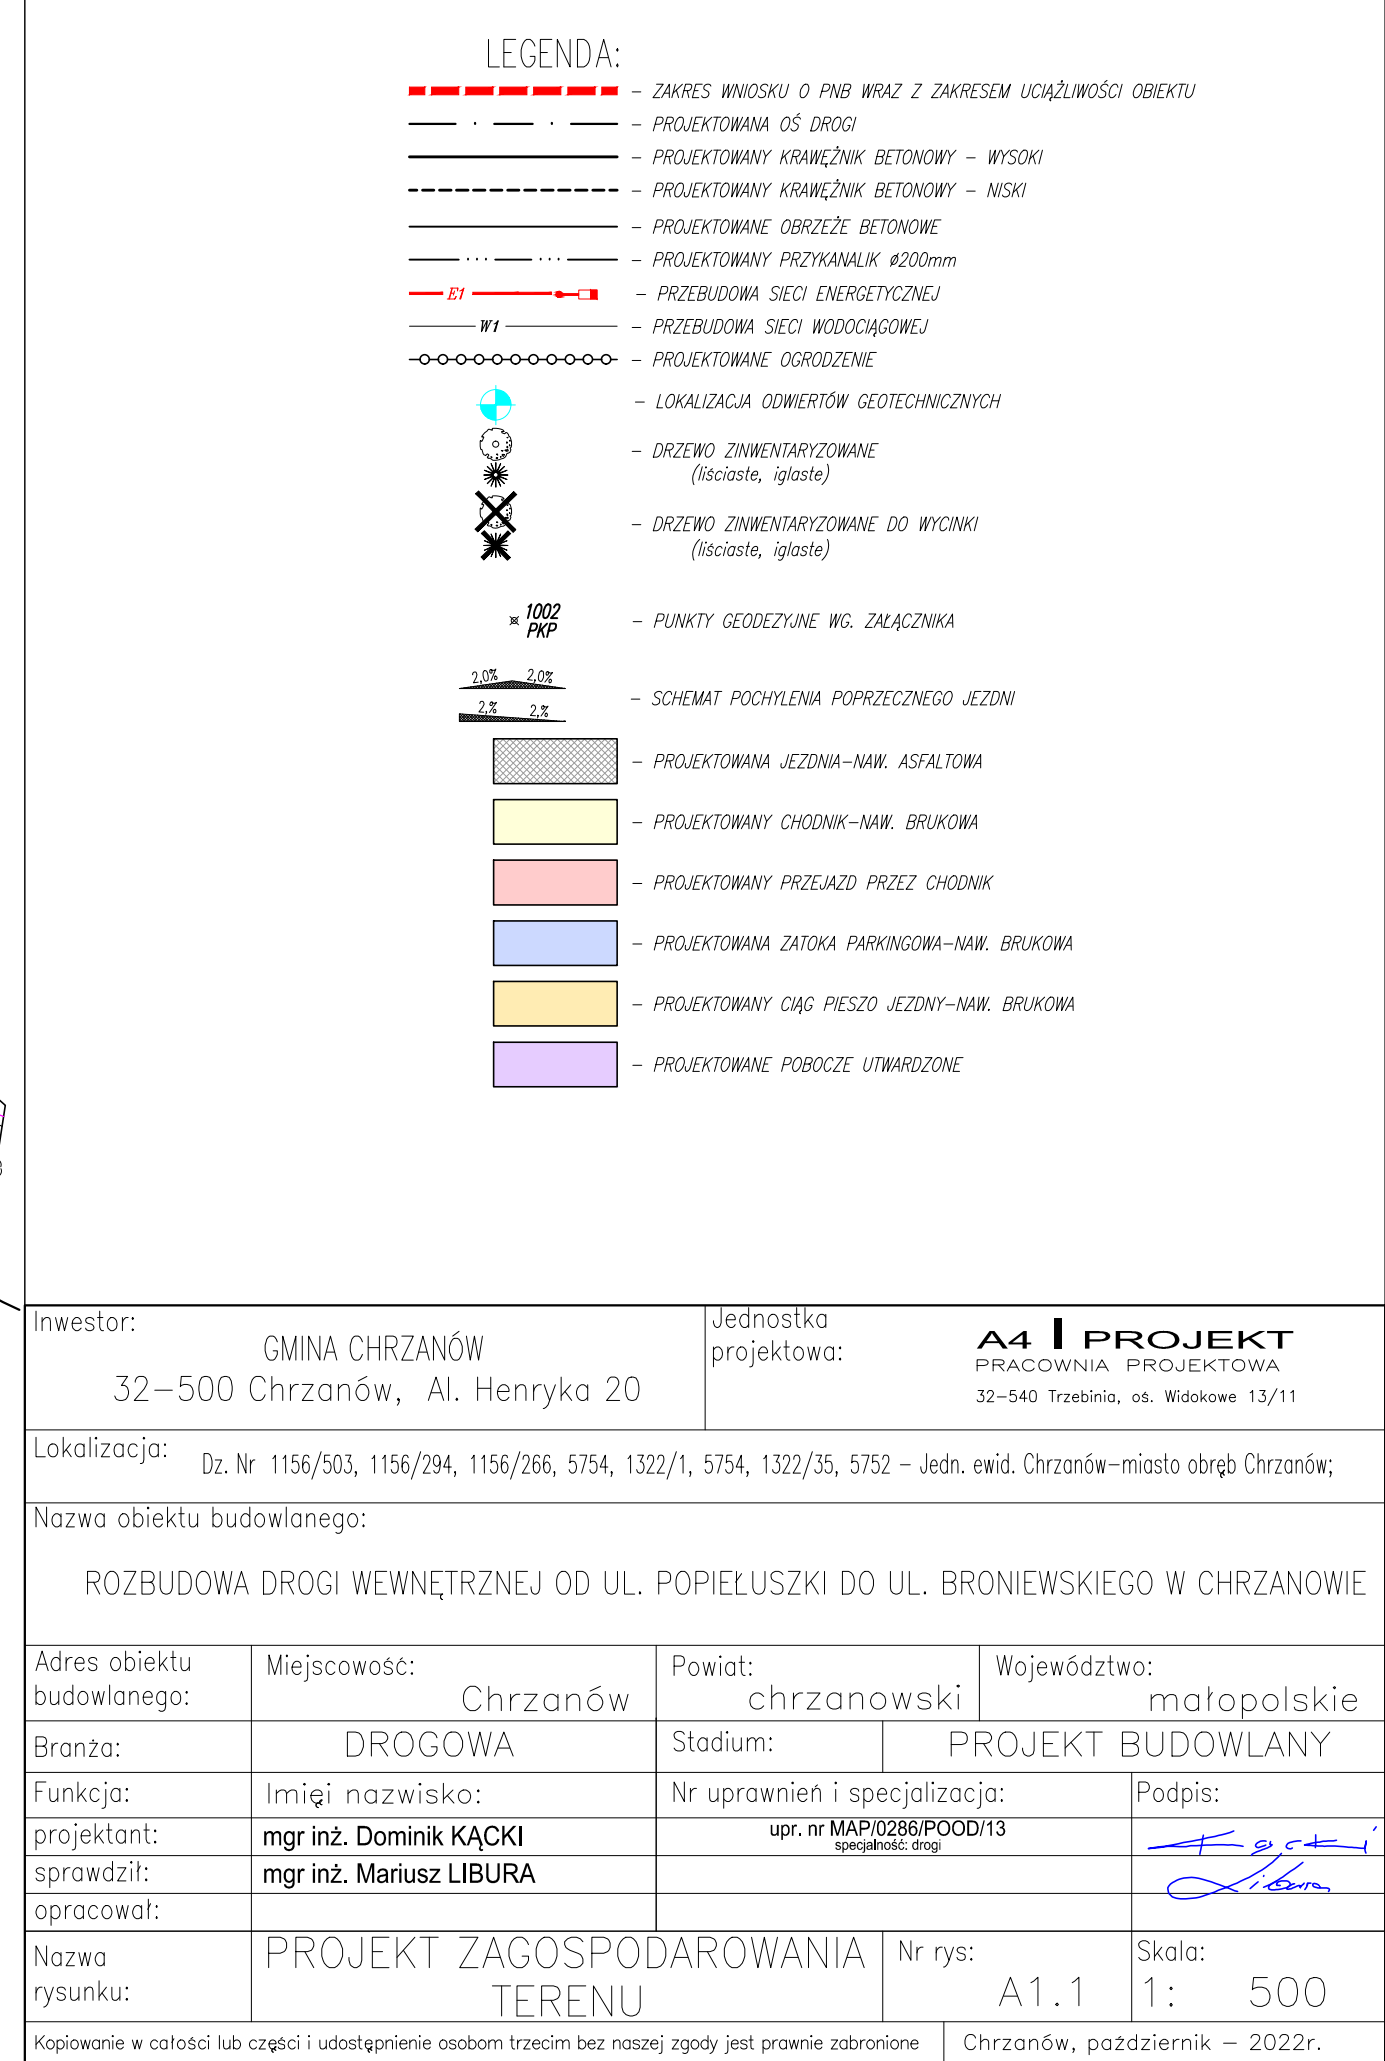 LEGENDA:
– ZAKRES WNIOSKU O PNB WRAZ Z ZAKRESEM UCIĄŻLIWOŚCI OBIEKTU
– PROJEKTOWANA OŚ DROGI
– PROJEKTOWANY KRAWĘŻNIK BETONOWY – WYSOKI
– PROJEKTOWANY KRAWĘŻNIK BETONOWY – NISKI
– PROJEKTOWANE OBRZEŻE BETONOWE
– PROJEKTOWANY PRZYKANALIK ø200mm
E1 – PRZEBUDOWA SIECI ENERGETYCZNEJ
W1 – PRZEBUDOWA SIECI WODOCIĄGOWEJ
– PROJEKTOWANE OGRODZENIE
– LOKALIZACJA ODWIERTÓW GEOTECHNICZNYCH
– DRZEWO ZINWENTARYZOWANE
(liściaste, iglaste)
– DRZEWO ZINWENTARYZOWANE DO WYCINKI
(liściaste, iglaste)
1002
PKP
– PUNKTY GEODEZYJNE WG. ZAŁĄCZNIKA
2,0% 2,0%
2,% 2,%
– SCHEMAT POCHYLENIA POPRZECZNEGO JEZDNI
– PROJEKTOWANA JEZDNIA–NAW. ASFALTOWA
– PROJEKTOWANY CHODNIK–NAW. BRUKOWA
– PROJEKTOWANY PRZEJAZD PRZEZ CHODNIK
– PROJEKTOWANA ZATOKA PARKINGOWA–NAW. BRUKOWA
– PROJEKTOWANY CIĄG PIESZO JEZDNY–NAW. BRUKOWA
– PROJEKTOWANE POBOCZE UTWARDZONE
Inwestor:
GMINA CHRZANÓW
32–500 Chrzanów, Al. Henryka 20
Jednostka
projektowa:
A4 PROJEKT
PRACOWNIA PROJEKTOWA
32–540 Trzebinia, oś. Widokowe 13/11
Lokalizacja: Dz. Nr 1156/503, 1156/294, 1156/266, 5754, 1322/1, 5754, 1322/35, 5752 – Jedn. ewid. Chrzanów–miasto obręb Chrzanów;
Nazwa obiektu budowlanego:
ROZBUDOWA DROGI WEWNĘTRZNEJ OD UL. POPIEŁUSZKI DO UL. BRONIEWSKIEGO W CHRZANOWIE
Adres obiektu
budowlanego:
Miejscowość:
Chrzanów
Powiat:
chrzanowski
Województwo:
małopolskie
Branża: DROGOWA Stadium: PROJEKT BUDOWLANY
Funkcja: Imięi nazwisko: Nr uprawnień i specjalizacja: Podpis:
projektant: mgr inż. Dominik KĄCKI upr. nr MAP/0286/POOD/13
specjalność: drogi
Kącki
sprawdził: mgr inż. Mariusz LIBURA Libura
opracował:
Nazwa
rysunku:
PROJEKT ZAGOSPODAROWANIA
TERENU
Nr rys:
A1.1
Skala:
1: 500
Kopiowanie w całości lub części i udostępnienie osobom trzecim bez naszej zgody jest prawnie zabronione
Chrzanów, październik – 2022r.